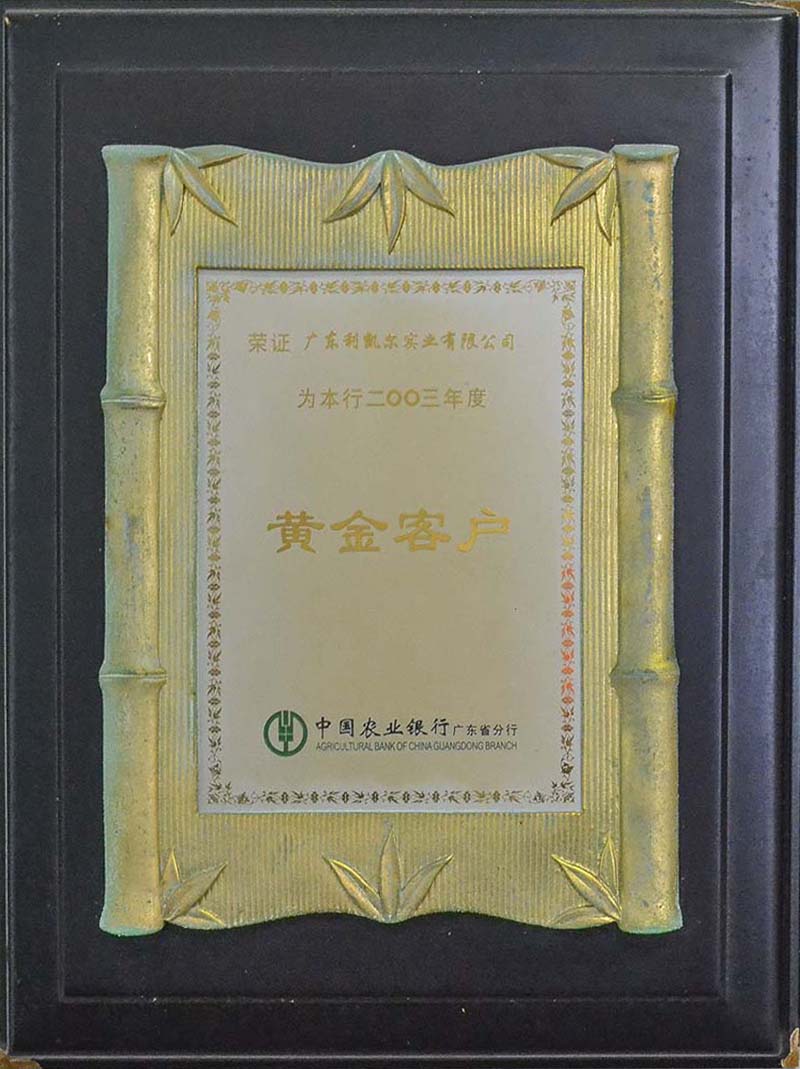 荣证 广东利凯尔实业有限公司
为本行二〇〇三年度
黄金客户
中国农业银行广东省分行
AGRICULTURAL BANK OF CHINA GUANGDONG BRANCH